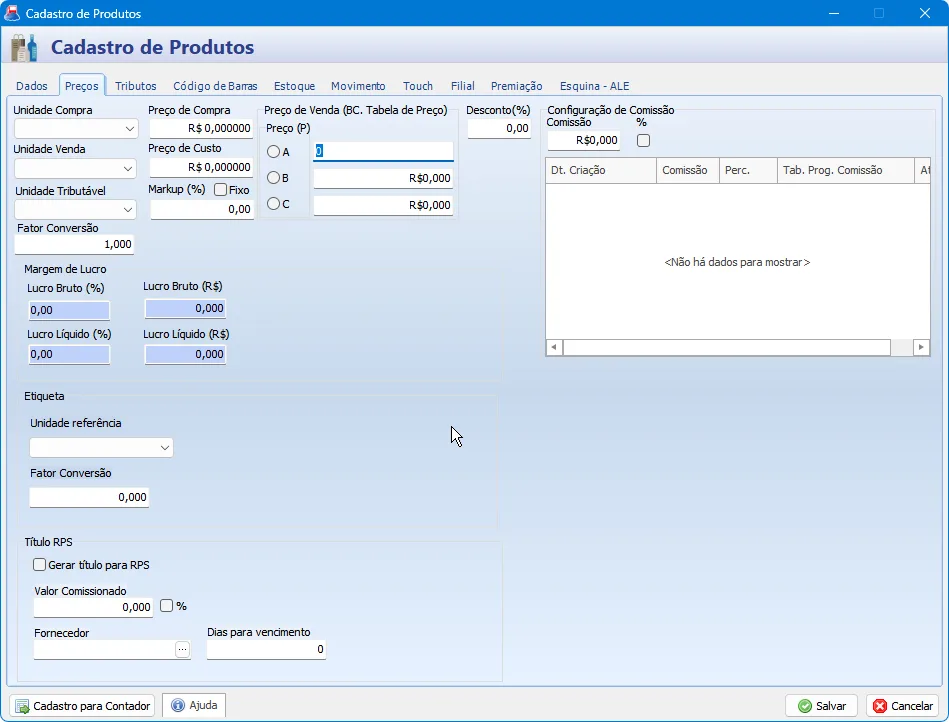 Cadastro de Produtos
Cadastro de Produtos
Dados Preços Tributos Código de Barras Estoque Movimento Touch Filial Premiação Esquina - ALE
Unidade Compra
Preço de Compra
R$ 0,000000
Unidade Venda
Preço de Custo
R$ 0,000000
Unidade Tributável
Markup (%) Fixo
0,00
Fator Conversão
1,000
Preço de Venda (BC. Tabela de Preço)
Preço (P)
A 0
B R$0,000
C R$0,000
Desconto(%)
0,00
Configuração de Comissão
Comissão %
R$0,000
Dt. Criação Comissão Perc. Tab. Prog. Comissão
<Não há dados para mostrar>
Margem de Lucro
Lucro Bruto (%) Lucro Bruto (R$)
0,00 0,000
Lucro Líquido (%) Lucro Líquido (R$)
0,00 0,000
Etiqueta
Unidade referência
Fator Conversão
0,000
Título RPS
Gerar título para RPS
Valor Comissionado
0,000 %
Fornecedor Dias para vencimento
... 0
Cadastro para Contador Ajuda Salvar Cancelar